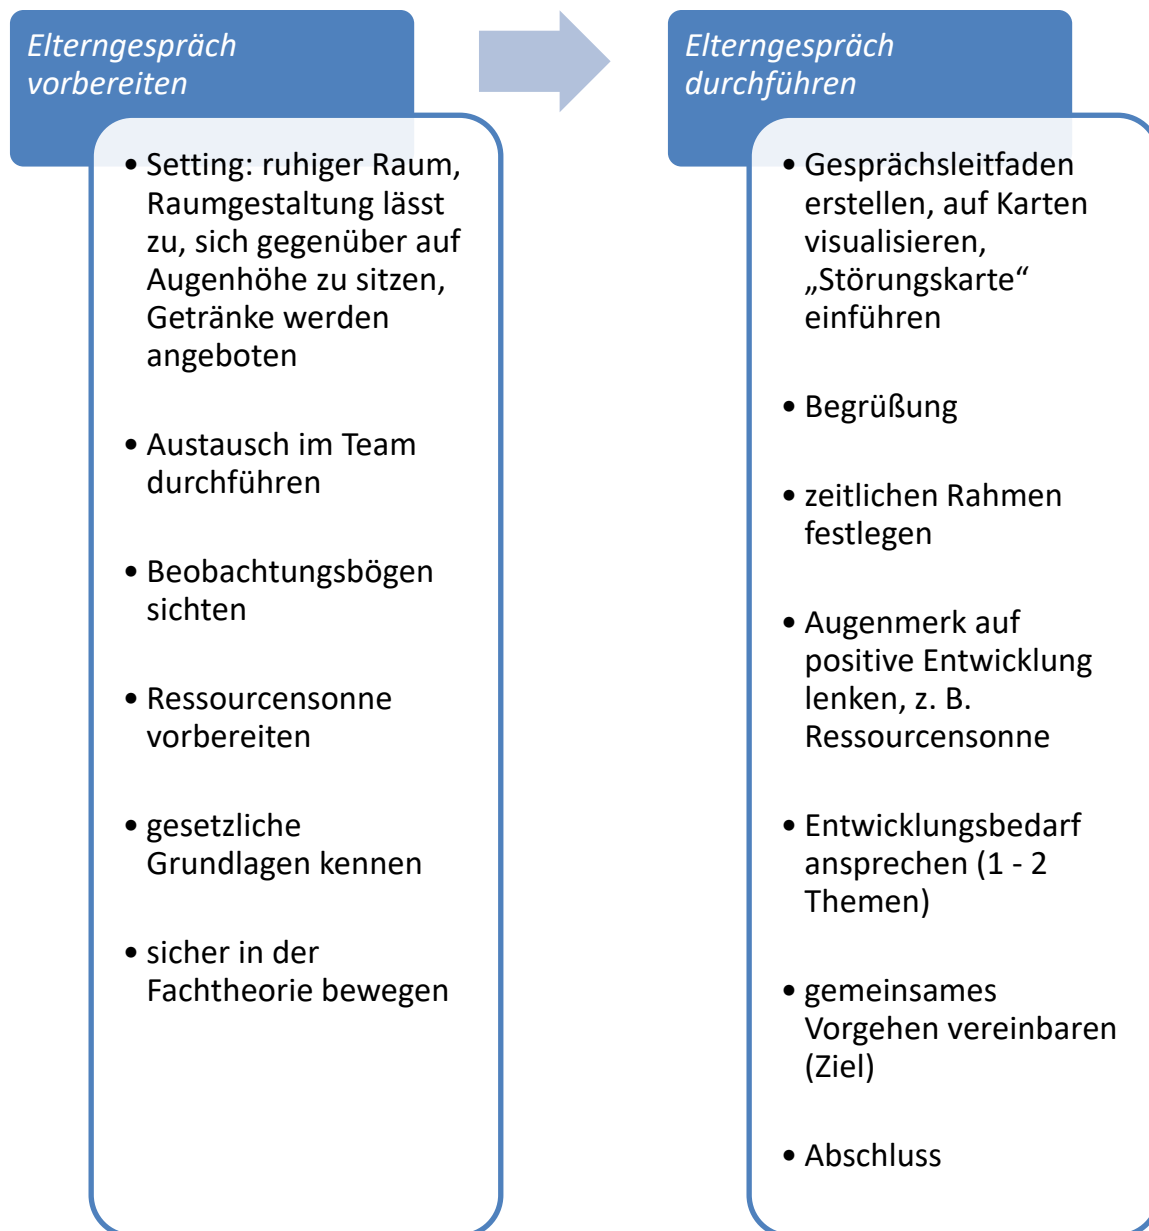 Elterngespräch
vorbereiten
• Setting: ruhiger Raum,
Raumgestaltung lässt
zu, sich gegenüber auf
Augenhöhe zu sitzen,
Getränke werden
angeboten
• Austausch im Team
durchführen
• Beobachtungsbögen
sichten
• Ressourcensonne
vorbereiten
• gesetzliche
Grundlagen kennen
• sicher in der
Fachtheorie bewegen
Elterngespräch
durchführen
• Gesprächsleitfaden
erstellen, auf Karten
visualisieren,
„Störungskarte“
einführen
• Begrüßung
• zeitlichen Rahmen
festlegen
• Augenmerk auf
positive Entwicklung
lenken, z. B.
Ressourcensonne
• Entwicklungsbedarf
ansprechen (1 - 2
Themen)
• gemeinsames
Vorgehen vereinbaren
(Ziel)
• Abschluss